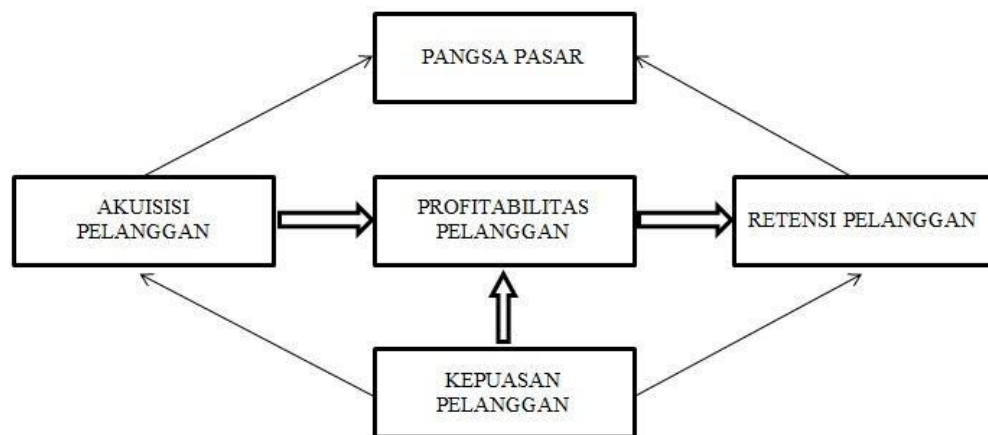 PANGSA PASAR
AKUISISI
PELANGGAN
PROFITABILITAS
PELANGGAN
RETENSI PELANGGAN
KEPUASAN
PELANGGAN